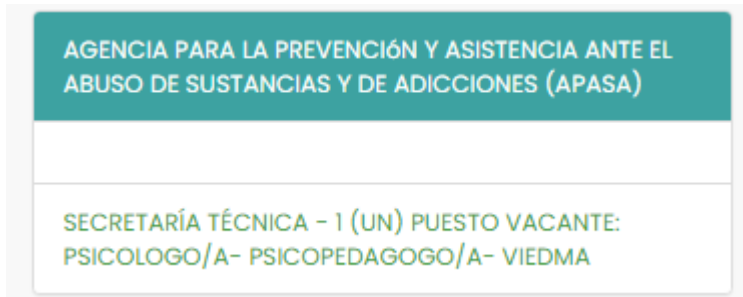 AGENCIA PARA LA PREVENCIóN Y ASISTENCIA ANTE EL
ABUSO DE SUSTANCIAS Y DE ADICCIONES (APASA)
SECRETARÍA TÉCNICA - 1 (UN) PUESTO VACANTE:
PSICOLOGO/A- PSICOPEDAGOGO/A- VIEDMA